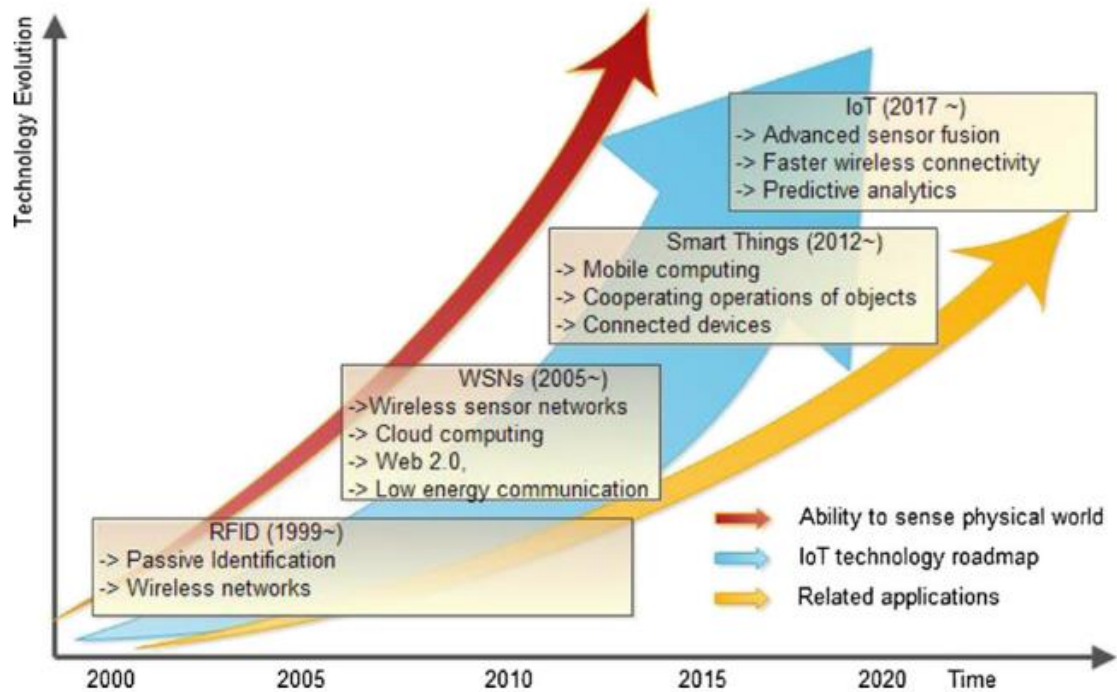 Technology Evolution
IoT (2017 ~)
-> Advanced sensor fusion
-> Faster wireless connectivity
-> Predictive analytics
Smart Things (2012~)
-> Mobile computing
-> Cooperating operations of objects
-> Connected devices
WSNs (2005~)
->Wireless sensor networks
-> Cloud computing
-> Web 2.0,
-> Low energy communication
RFID (1999~)
-> Passive Identification
-> Wireless networks
Ability to sense physical world
IoT technology roadmap
Related applications
2000 2005 2010 2015 2020 Time